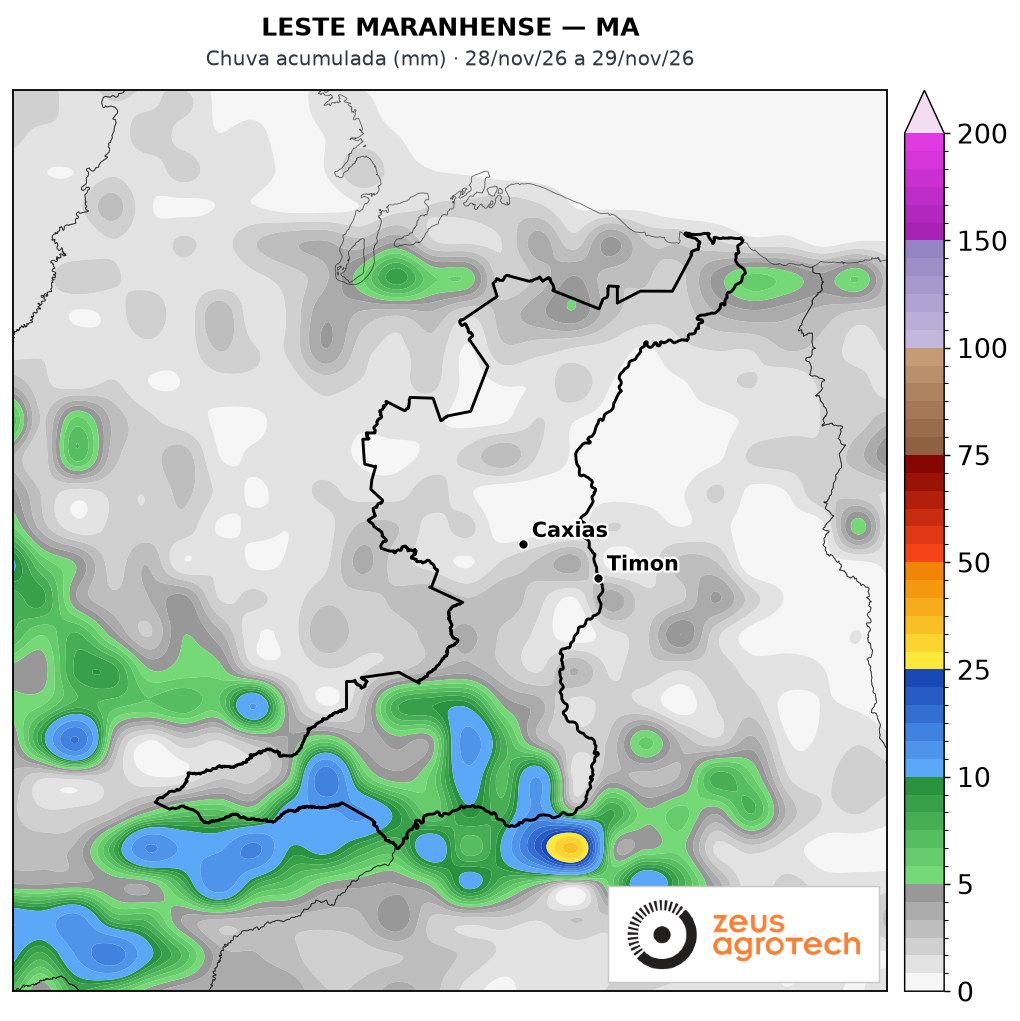 LESTE MARANHENSE — MA
Chuva acumulada (mm) · 28/nov/26 a 29/nov/26
200
150
100
75
50
25
10
5
0
Caxias
Timon
zeus
agrotech